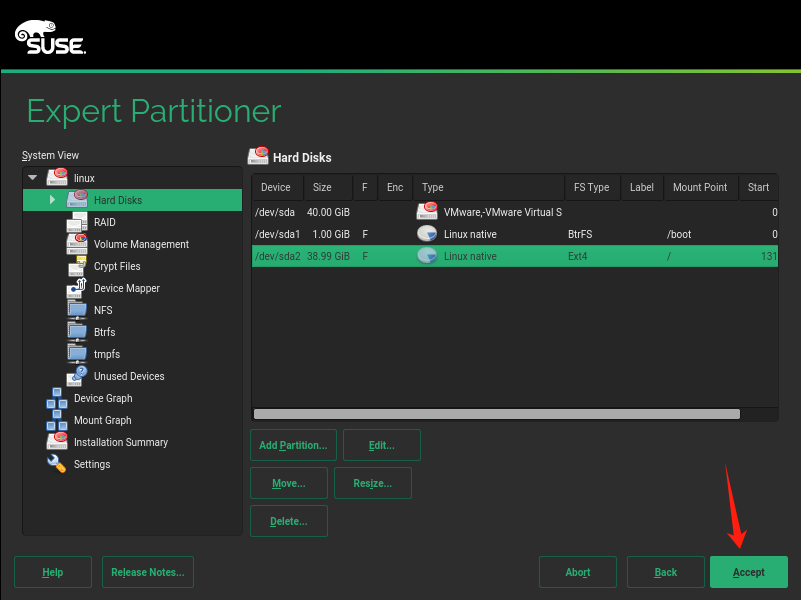 SUSE
Expert Partitioner
System View
linux
Hard Disks
RAID
Volume Management
Crypt Files
Device Mapper
NFS
Btrfs
tmpfs
Unused Devices
Device Graph
Mount Graph
Installation Summary
Settings
Hard Disks
Device Size F Enc Type FS Type Label Mount Point Start
/dev/sda 40.00 GiB VMware,-VMware Virtual S 0
/dev/sda1 1.00 GiB F Linux native BtrFS /boot 0
/dev/sda2 38.99 GiB F Linux native Ext4 / 131
Add Partition... Edit...
Move... Resize...
Delete...
Help Release Notes... Abort Back Accept